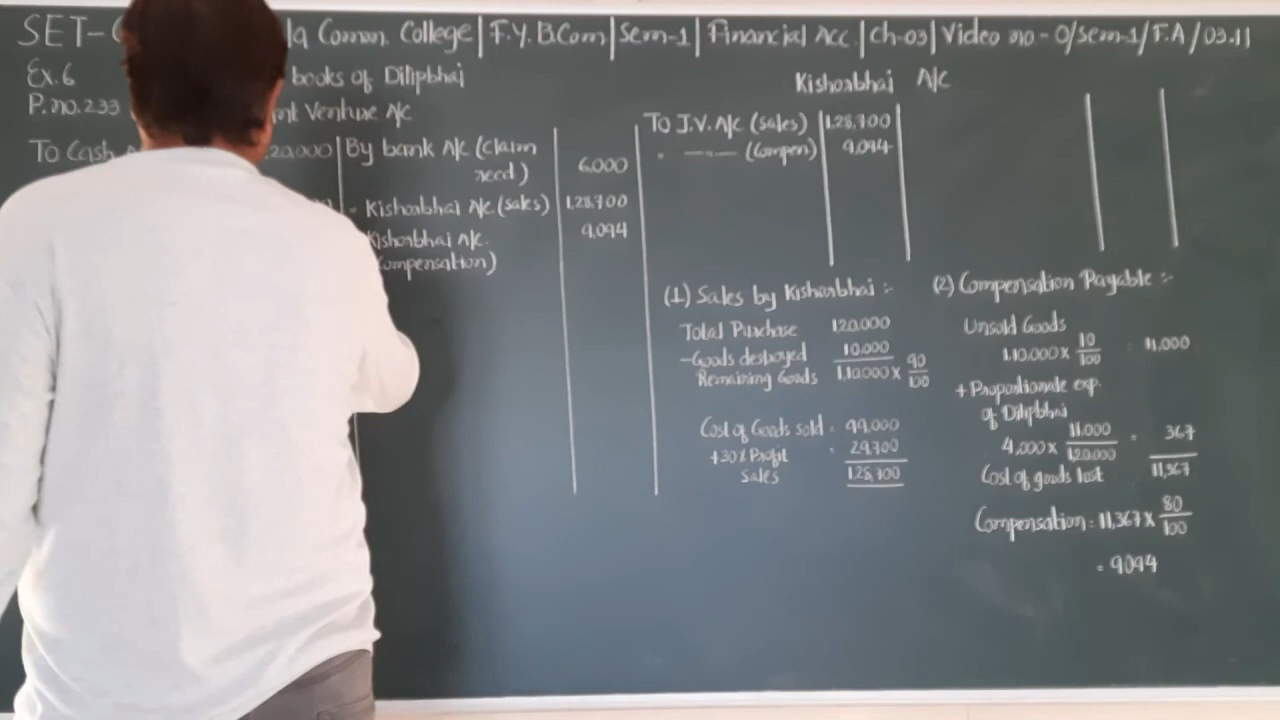 SET- la Comm. College | F.Y. B.Com | Sem-1 | Financial Acc. | Ch-03 | Video no - 0/sem-1/F.A/03.11
Ex.6 books of Dilipbhai
P.no.233 nt Venture A/c
To Cash 20,000 By bank A/c (claim recd) 6,000
- Kishorbhai A/c (sales) 1,28,700
Kishorbhai A/c. 9,094
ompensation)
Kishorbhai A/c
To J.V. A/c (sales) 1,28,700
" —"— (Compen) 9,094
(1) Sales by Kishorbhai :-
Total Purchase 1,20,000
- Goods destroyed 10,000
Remaining Goods 1,10,000 × 90/100
Cost of Goods sold = 99,000
+30% Profit = 29,700
Sales 1,28,700
(2) Compensation Payable :-
Unsold Goods
1,10,000 × 10/100 = 11,000
+ Proportionate exp.
of Dilipbhai
4,000 × 11,000/1,20,000 = 367
Cost of goods lost 11,367
Compensation = 11,367 × 80/100
= 9094